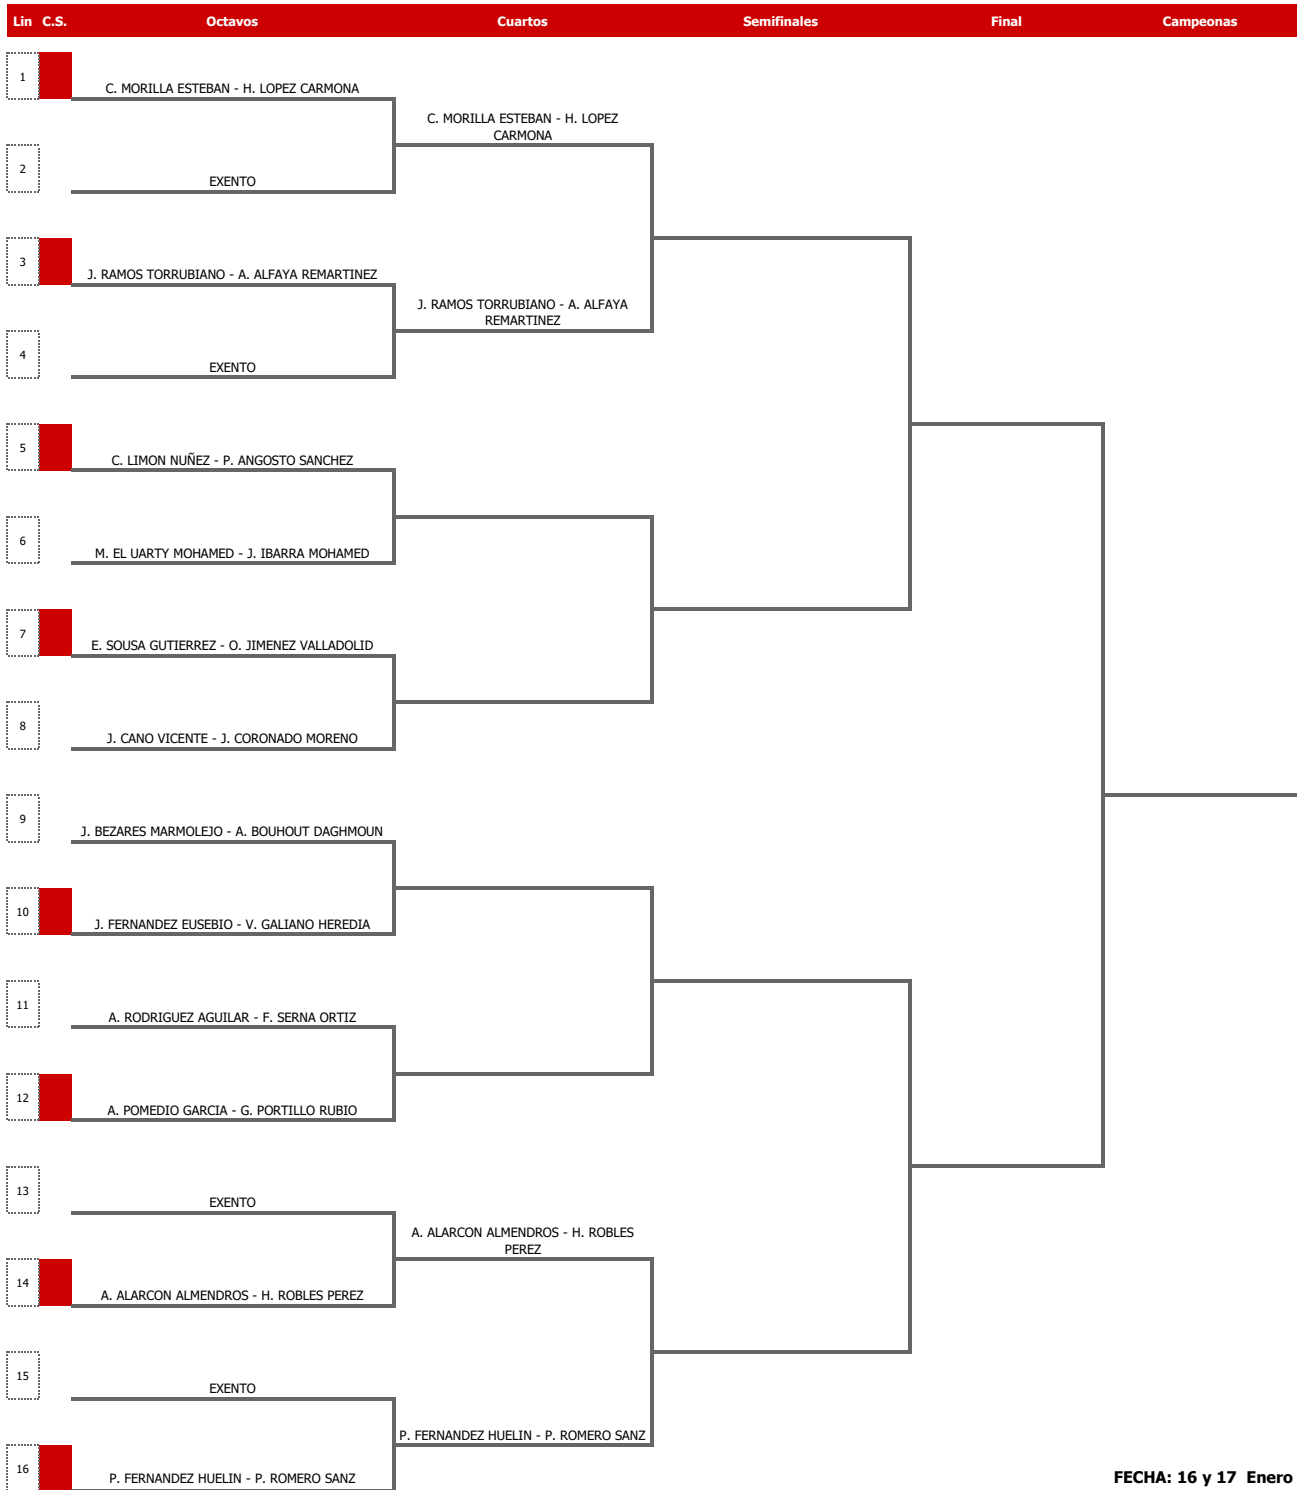 Lin C.S. Octavos Cuartos Semifinales Final Campeonas
1
C. MORILLA ESTEBAN - H. LOPEZ CARMONA
C. MORILLA ESTEBAN - H. LOPEZ
CARMONA
2
EXENTO
3
J. RAMOS TORRUBIANO - A. ALFAYA REMARTINEZ
J. RAMOS TORRUBIANO - A. ALFAYA
REMARTINEZ
4
EXENTO
5
C. LIMON NUÑEZ - P. ANGOSTO SANCHEZ
6
M. EL UARTY MOHAMED - J. IBARRA MOHAMED
7
E. SOUSA GUTIERREZ - O. JIMENEZ VALLADOLID
8
J. CANO VICENTE - J. CORONADO MORENO
9
J. BEZARES MARMOLEJO - A. BOUHOUT DAGHMOUN
10
J. FERNANDEZ EUSEBIO - V. GALIANO HEREDIA
11
A. RODRIGUEZ AGUILAR - F. SERNA ORTIZ
12
A. POMEDIO GARCIA - G. PORTILLO RUBIO
13
EXENTO
A. ALARCON ALMENDROS - H. ROBLES
PEREZ
14
A. ALARCON ALMENDROS - H. ROBLES PEREZ
15
EXENTO
P. FERNANDEZ HUELIN - P. ROMERO SANZ
16
P. FERNANDEZ HUELIN - P. ROMERO SANZ
FECHA: 16 y 17 Enero